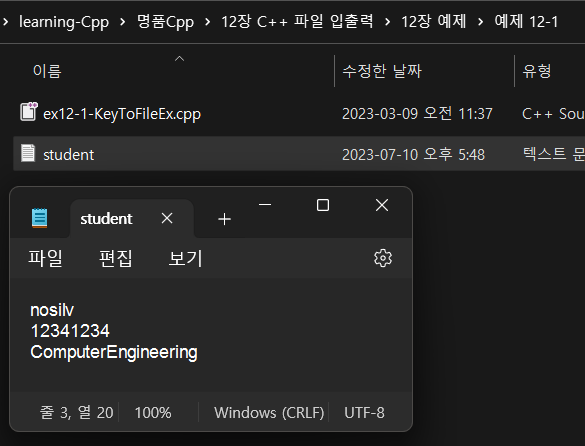 learning-Cpp > 명품Cpp > 12장 C++ 파일 입출력 > 12장 예제 > 예제 12-1
이름 수정한 날짜 유형
ex12-1-KeyToFileEx.cpp 2023-03-09 오전 11:37 C++ Sou
student 2023-07-10 오후 5:48 텍스트 문
student
파일 편집 보기
nosilv
12341234
ComputerEngineering
줄 3, 열 20 100% Windows (CRLF) UTF-8